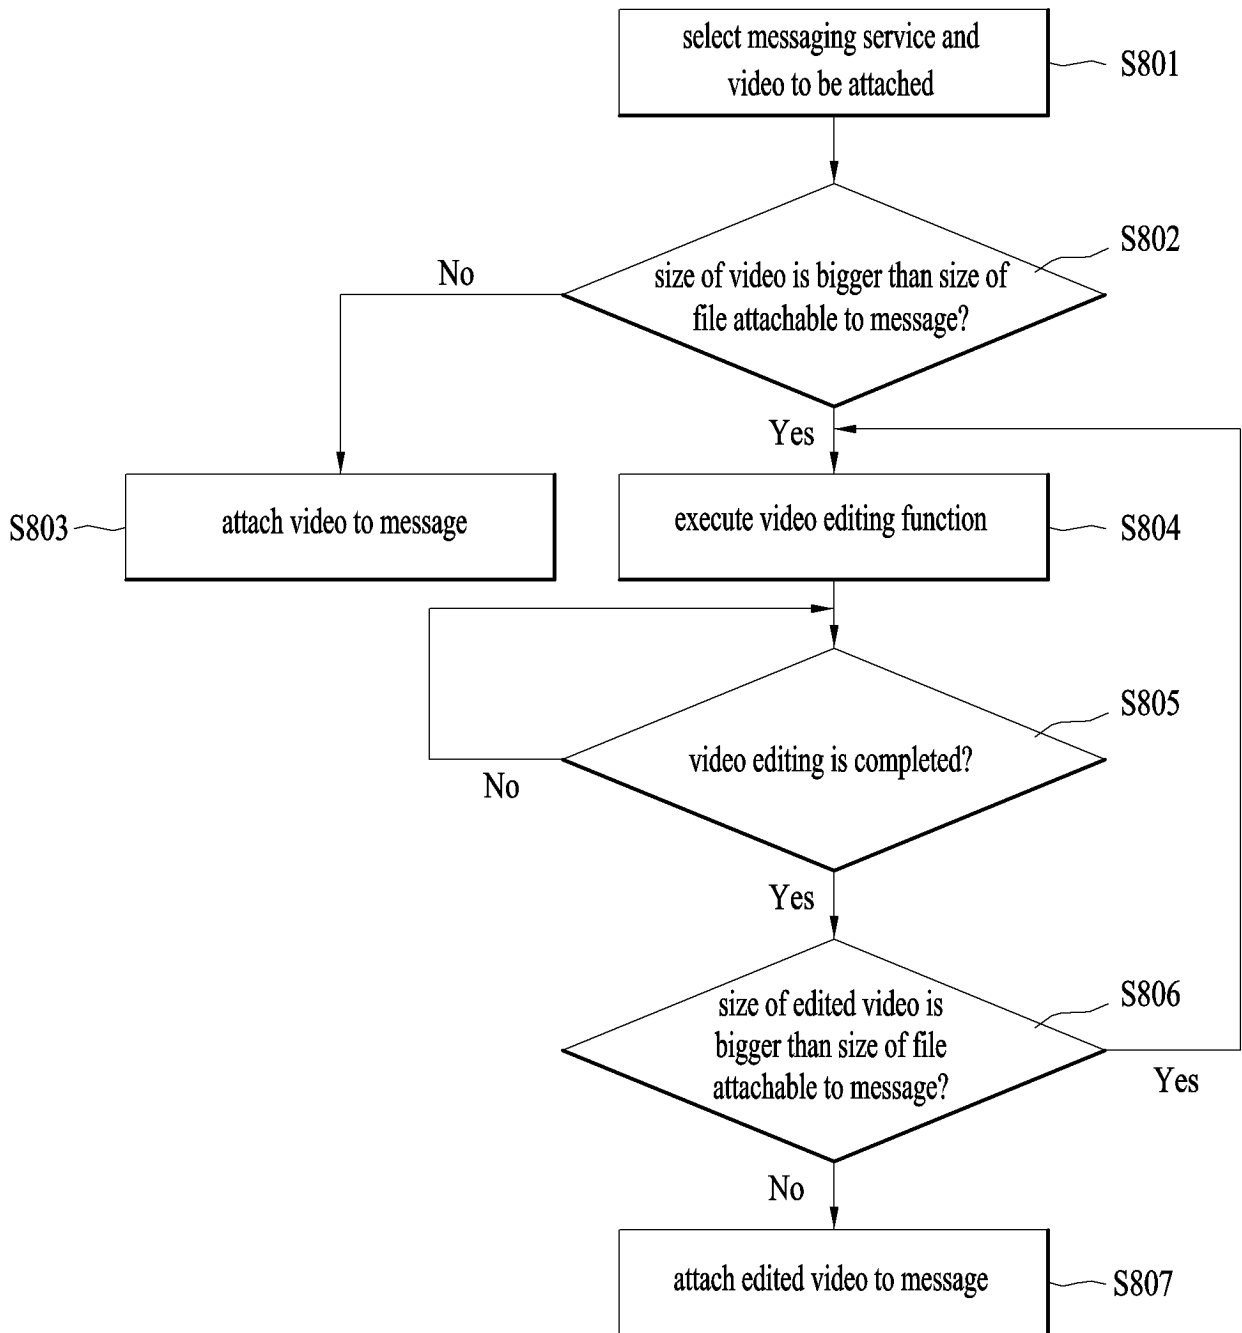 select messaging service and
video to be attached
S801
S802
No
size of video is bigger than size of
file attachable to message?
Yes
S803
attach video to message
execute video editing function
S804
S805
video editing is completed?
No
Yes
size of edited video is
bigger than size of file
attachable to message?
S806
Yes
No
attach edited video to message
S807